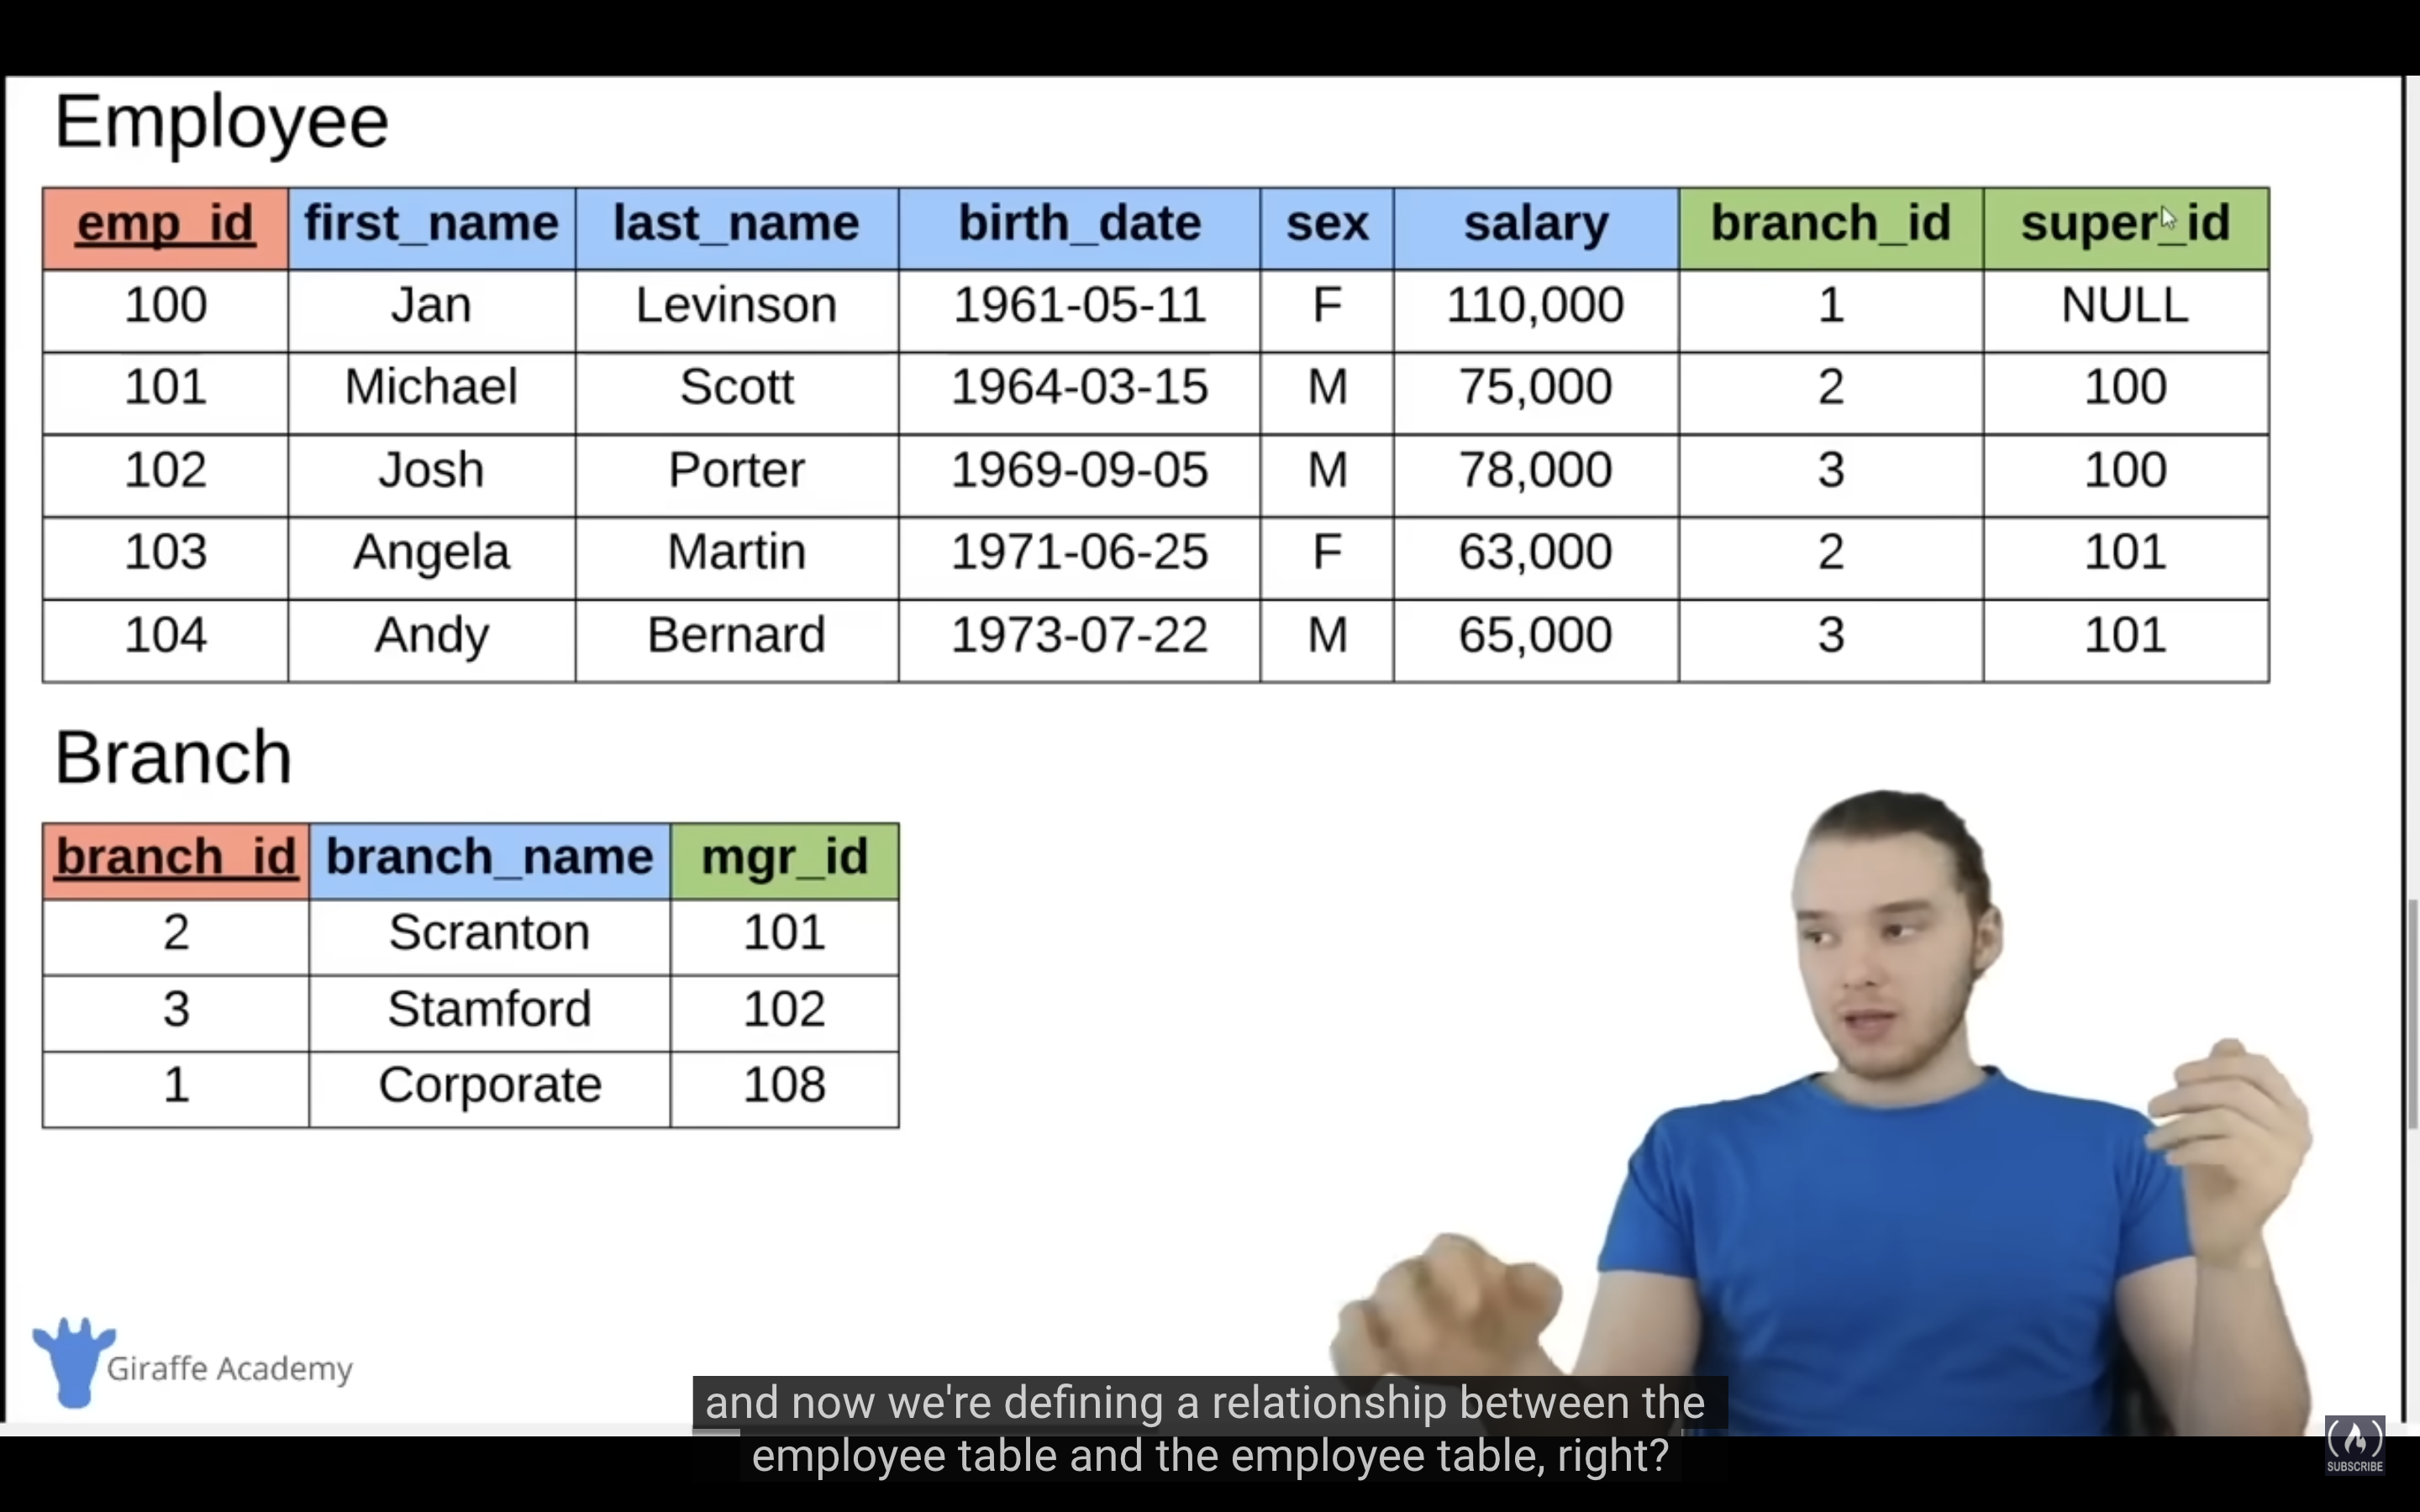 Employee
emp_id first_name last_name birth_date sex salary branch_id super_id
100 Jan Levinson 1961-05-11 F 110,000 1 NULL
101 Michael Scott 1964-03-15 M 75,000 2 100
102 Josh Porter 1969-09-05 M 78,000 3 100
103 Angela Martin 1971-06-25 F 63,000 2 101
104 Andy Bernard 1973-07-22 M 65,000 3 101
Branch
branch_id branch_name mgr_id
2 Scranton 101
3 Stamford 102
1 Corporate 108
Giraffe Academy
and now we're defining a relationship between the
employee table and the employee table, right?
SUBSCRIBE